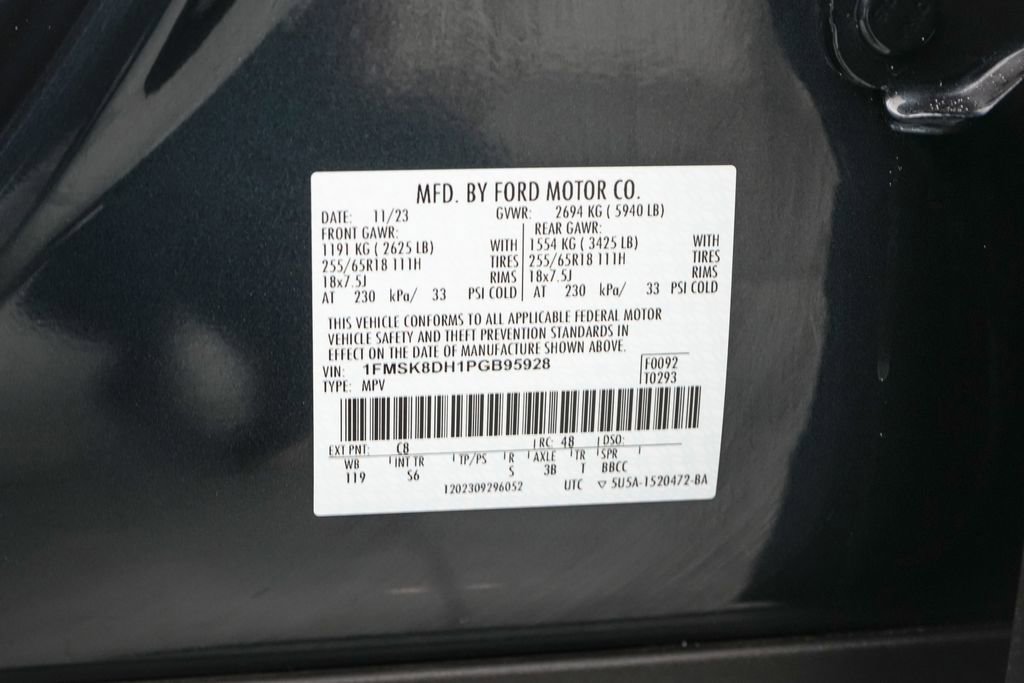 MFD. BY FORD MOTOR CO.
DATE: 11/23 GVWR: 2694 KG ( 5940 LB)
FRONT GAWR: REAR GAWR:
1191 KG ( 2625 LB) WITH 1554 KG ( 3425 LB) WITH
255/65R18 111H TIRES 255/65R18 111H TIRES
18x7.5J RIMS 18x7.5J RIMS
AT 230 kPa/ 33 PSI COLD AT 230 kPa/ 33 PSI COLD
THIS VEHICLE CONFORMS TO ALL APPLICABLE FEDERAL MOTOR
VEHICLE SAFETY AND THEFT PREVENTION STANDARDS IN
EFFECT ON THE DATE OF MANUFACTURE SHOWN ABOVE.
VIN: 1FMSK8DH1PGB95928 F0092
TYPE: MPV T0293
EXT PNT: C8 RC: 48 DSO:
WB INT TR TP/PS R AXLE TR SPR
119 S6 S 3B T BBCC
1202309296052 UTC ▽ 5U5A-1520472-BA